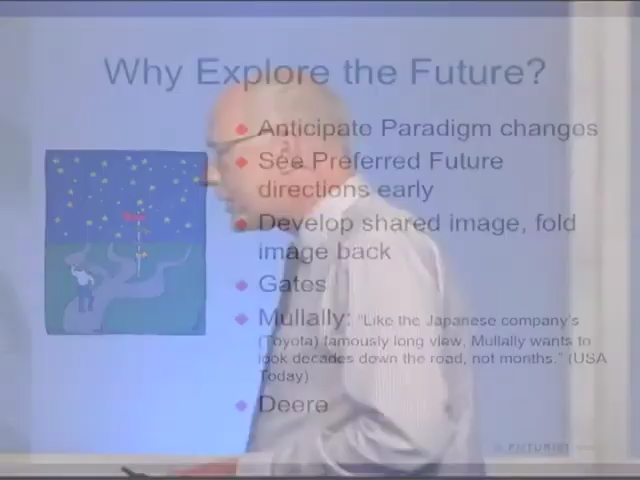 Why Explore the Future?
Anticipate Paradigm changes
See Preferred Future
directions early
Develop shared image, fold
image back
Gates
Mullally: "Like the Japanese company's
(Toyota) famously long view, Mullally wants to
look decades down the road, not months." (USA
Today)
Deere
FUTURIST